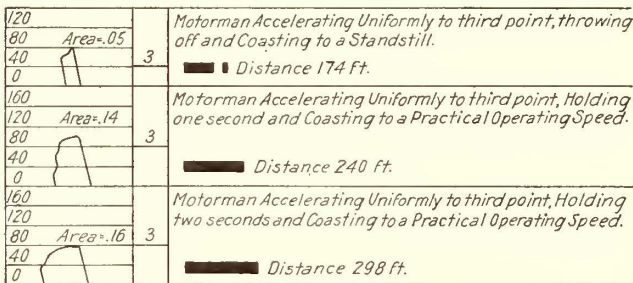 120
80 Area=.05
40
0
3
Motorman Accelerating Uniformly to third point, throwing
off and Coasting to a Standstill.
Distance 174 ft.
160
120 Area=.14
80
40
0
3
Motorman Accelerating Uniformly to third point, Holding
one second and Coasting to a Practical Operating Speed.
Distance 240 ft.
160
120
80 Area=.16
40
0
3
Motorman Accelerating Uniformly to third point, Holding
two seconds and Coasting to a Practical Operating Speed.
Distance 298 ft.